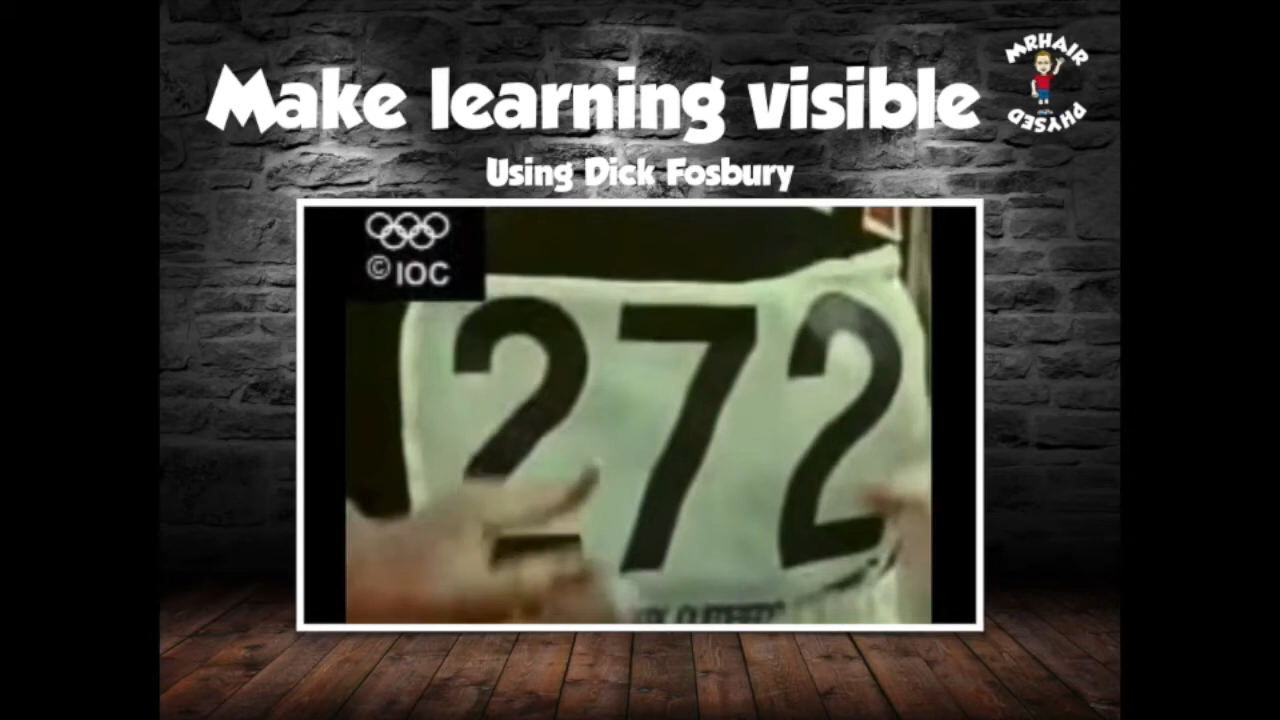 Make learning visible
MRHAIR
PHYSED
Using Dick Fosbury
© IOC
272